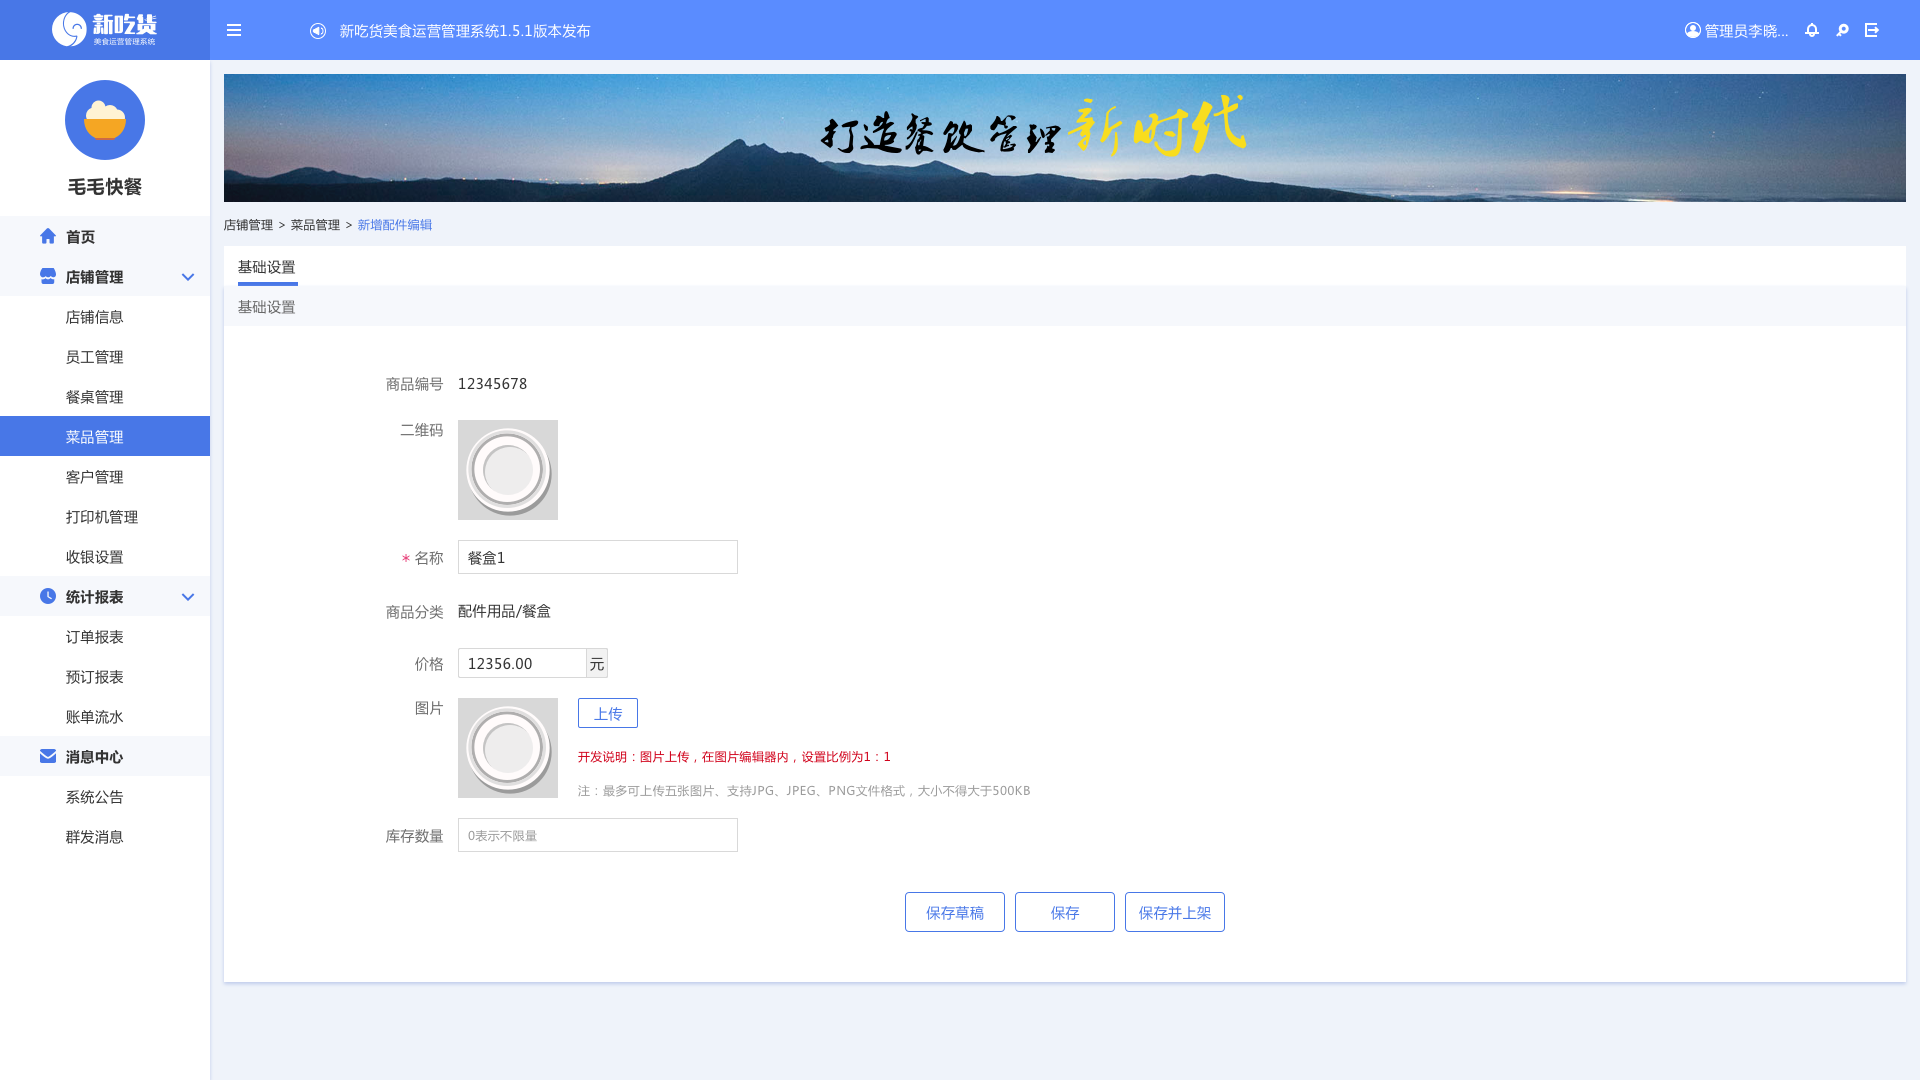 新吃货
美食运营管理系统
新吃货美食运营管理系统1.5.1版本发布
管理员李晓...
毛毛快餐
首页
店铺管理
店铺信息
员工管理
餐桌管理
菜品管理
客户管理
打印机管理
收银设置
统计报表
订单报表
预订报表
账单流水
消息中心
系统公告
群发消息
打造餐饮管理新时代
店铺管理 > 菜品管理 > 新增配件编辑
基础设置
基础设置
商品编号 12345678
二维码
* 名称 餐盒1
商品分类 配件用品/餐盒
价格 12356.00 元
图片
上传
开发说明：图片上传，在图片编辑器内，设置比例为1：1
注：最多可上传五张图片、支持JPG、JPEG、PNG文件格式，大小不得大于500KB
库存数量 0表示不限量
保存草稿 保存 保存并上架